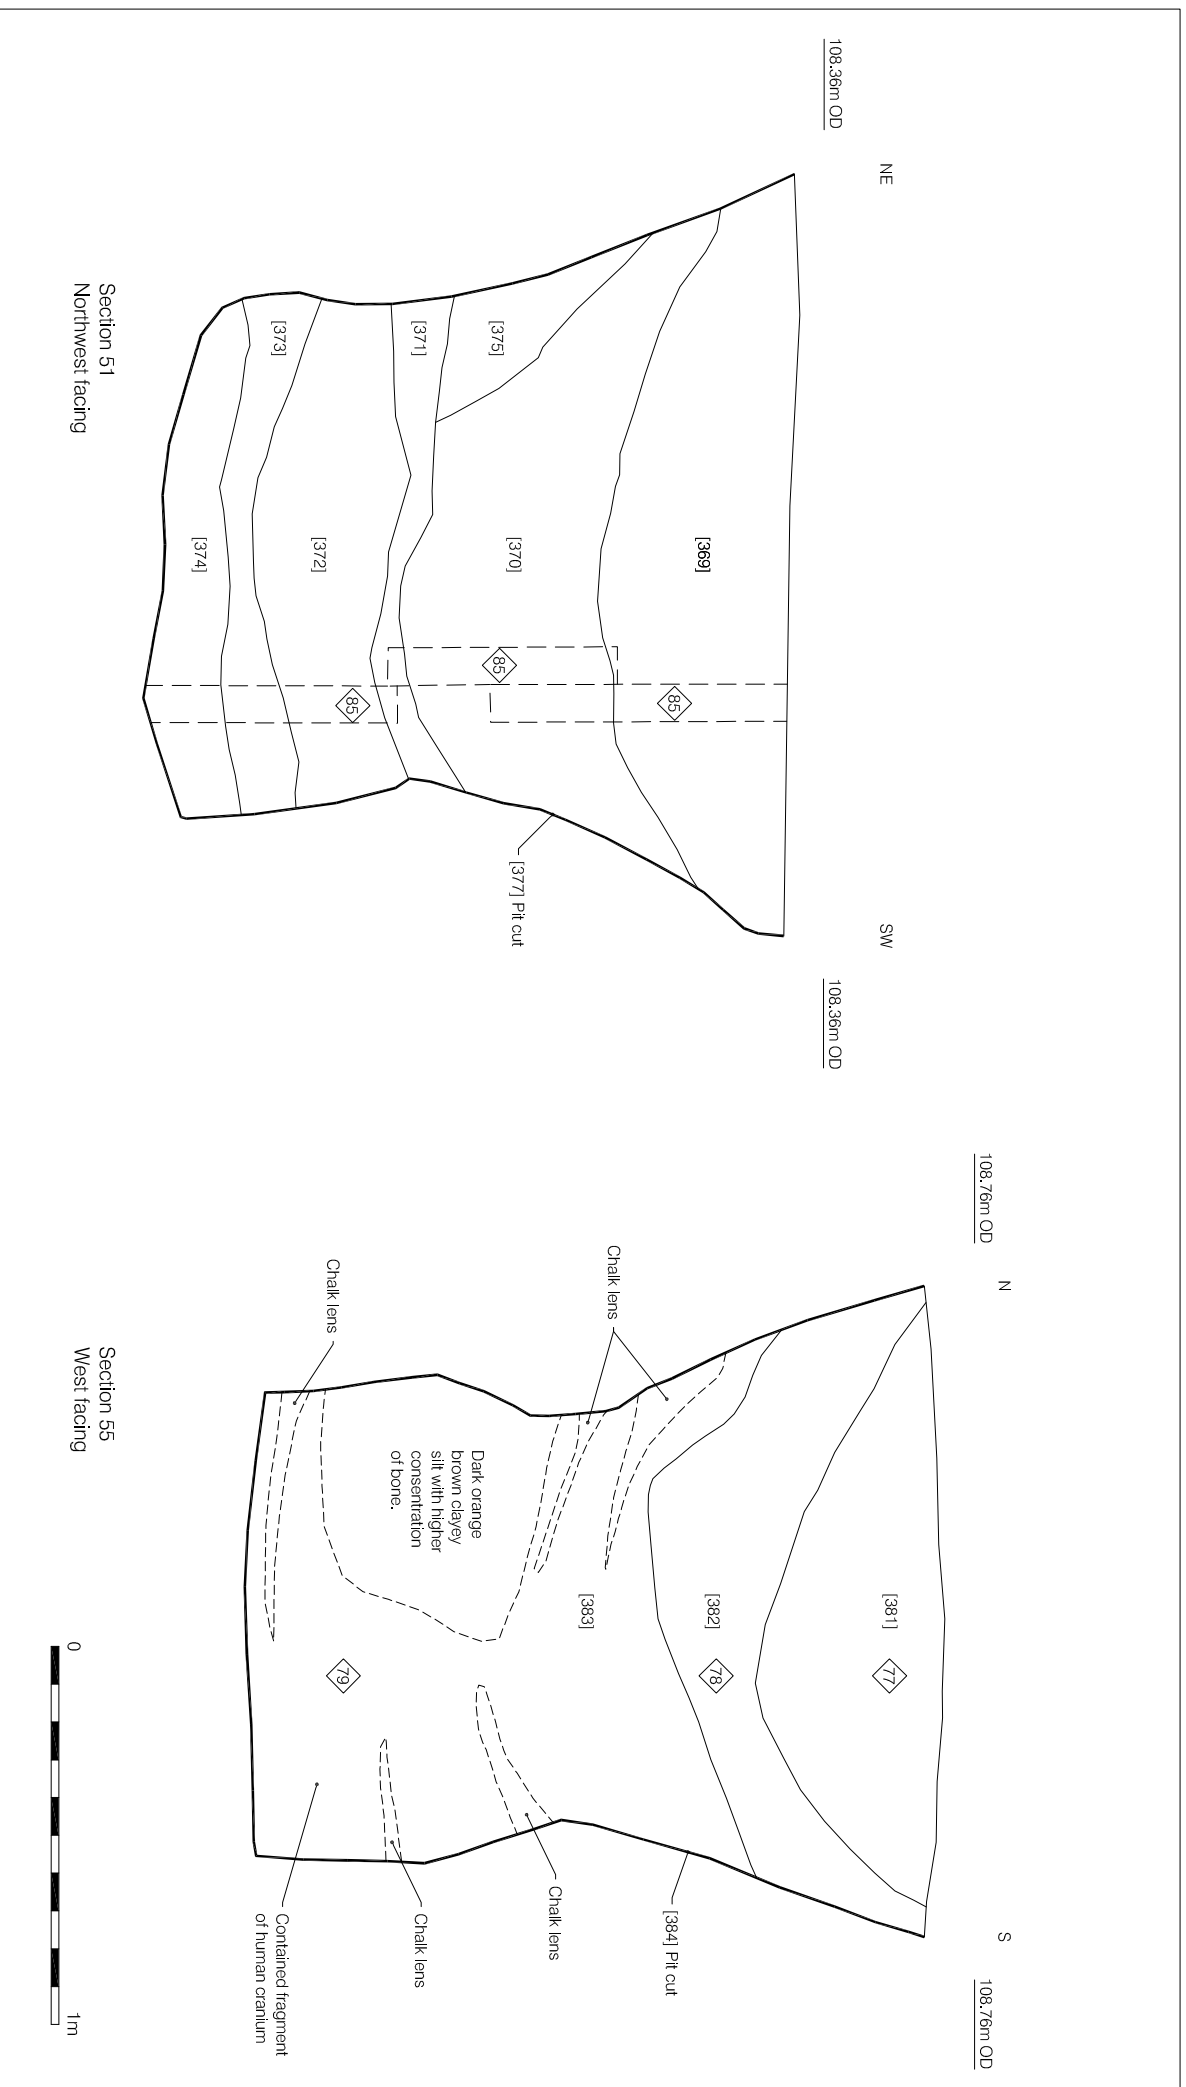 108.36m OD
NE
SW
108.36m OD
[369]
85
[370]
85
[375]
[371]
85
[372]
[373]
[374]
[377] Pit cut
Section 51
Northwest facing
108.76m OD
N
S
108.76m OD
[381]
77
[382]
78
[383]
Chalk lens
Dark orange
brown clayey
silt with higher
consentration
of bone.
79
Chalk lens
[384] Pit cut
Chalk lens
Chalk lens
Contained fragment
of human cranium
Section 55
West facing
0
1m